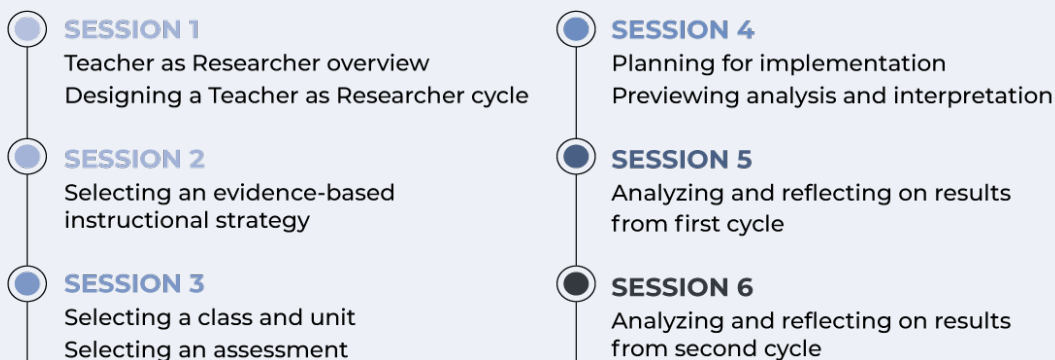 SESSION 1
Teacher as Researcher overview
Designing a Teacher as Researcher cycle
SESSION 2
Selecting an evidence-based
instructional strategy
SESSION 3
Selecting a class and unit
Selecting an assessment
SESSION 4
Planning for implementation
Previewing analysis and interpretation
SESSION 5
Analyzing and reflecting on results
from first cycle
SESSION 6
Analyzing and reflecting on results
from second cycle